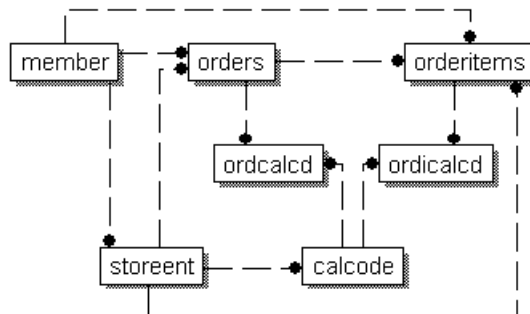 member
orders
orderitems
ordcalcd
ordicalcd
storeent
calcode